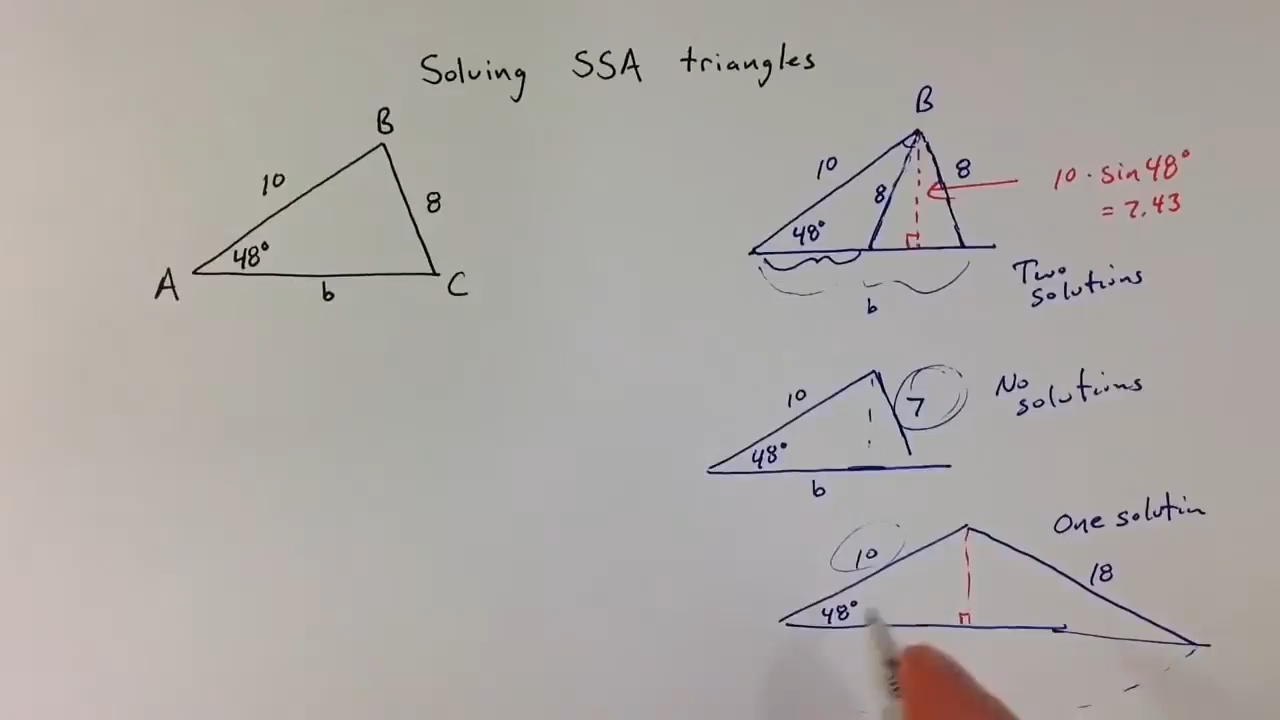 Solving SSA triangles
B
10
8
48°
A
b
C
B
10
8
8
48°
10 · sin 48°
= 7.43
b
Two
solutions
10
7
48°
b
No
solutions
10
48°
18
One solutin